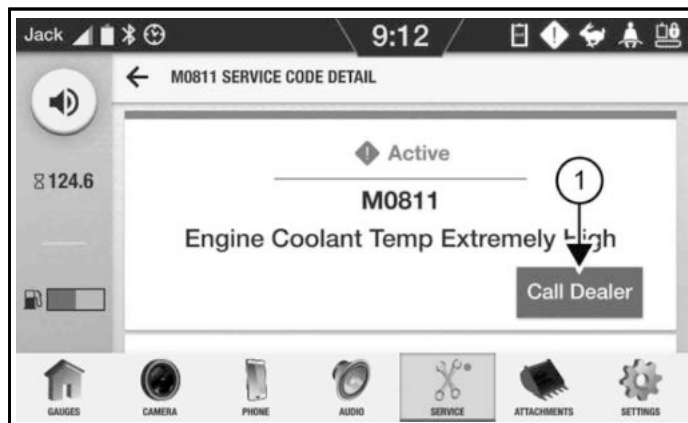 Jack 9:12
M0811 SERVICE CODE DETAIL
124.6
Active
1
M0811
Engine Coolant Temp Extremely High
Call Dealer
GAUGES CAMERA PHONE AUDIO SERVICE ATTACHMENTS SETTINGS